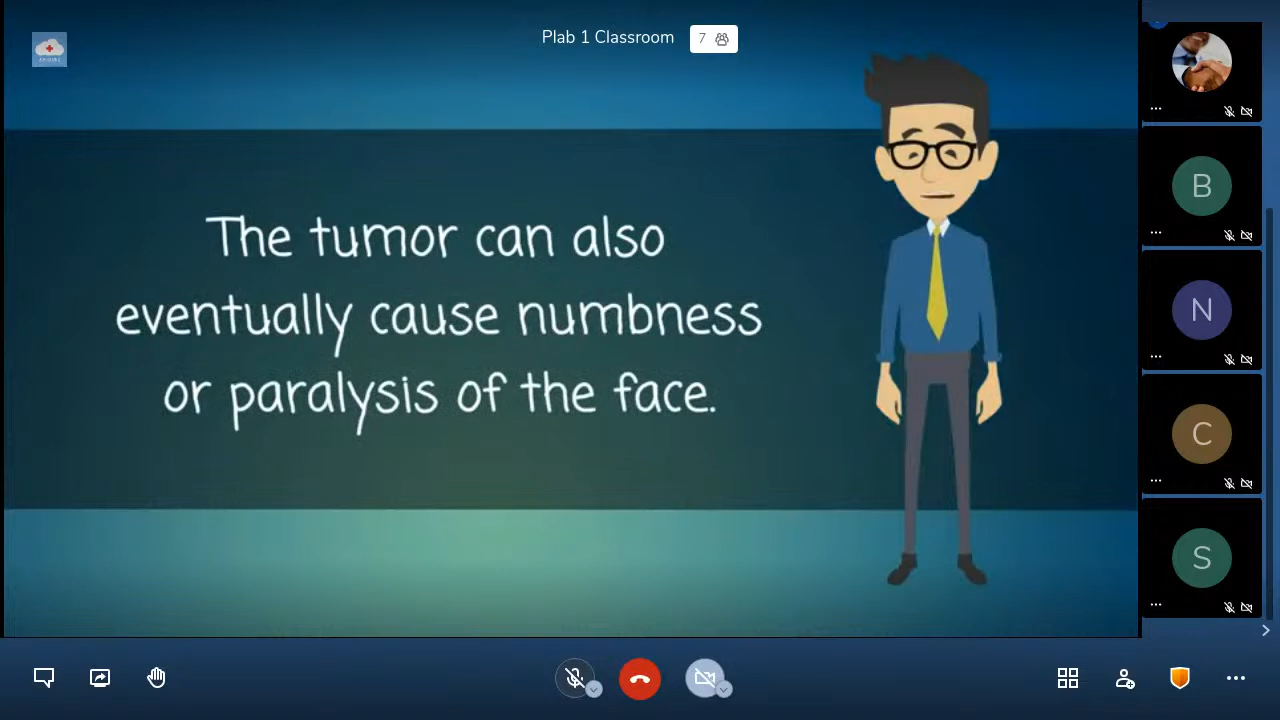 Plab 1 Classroom
7
The tumor can also
eventually cause numbness
or paralysis of the face.
B
N
C
S